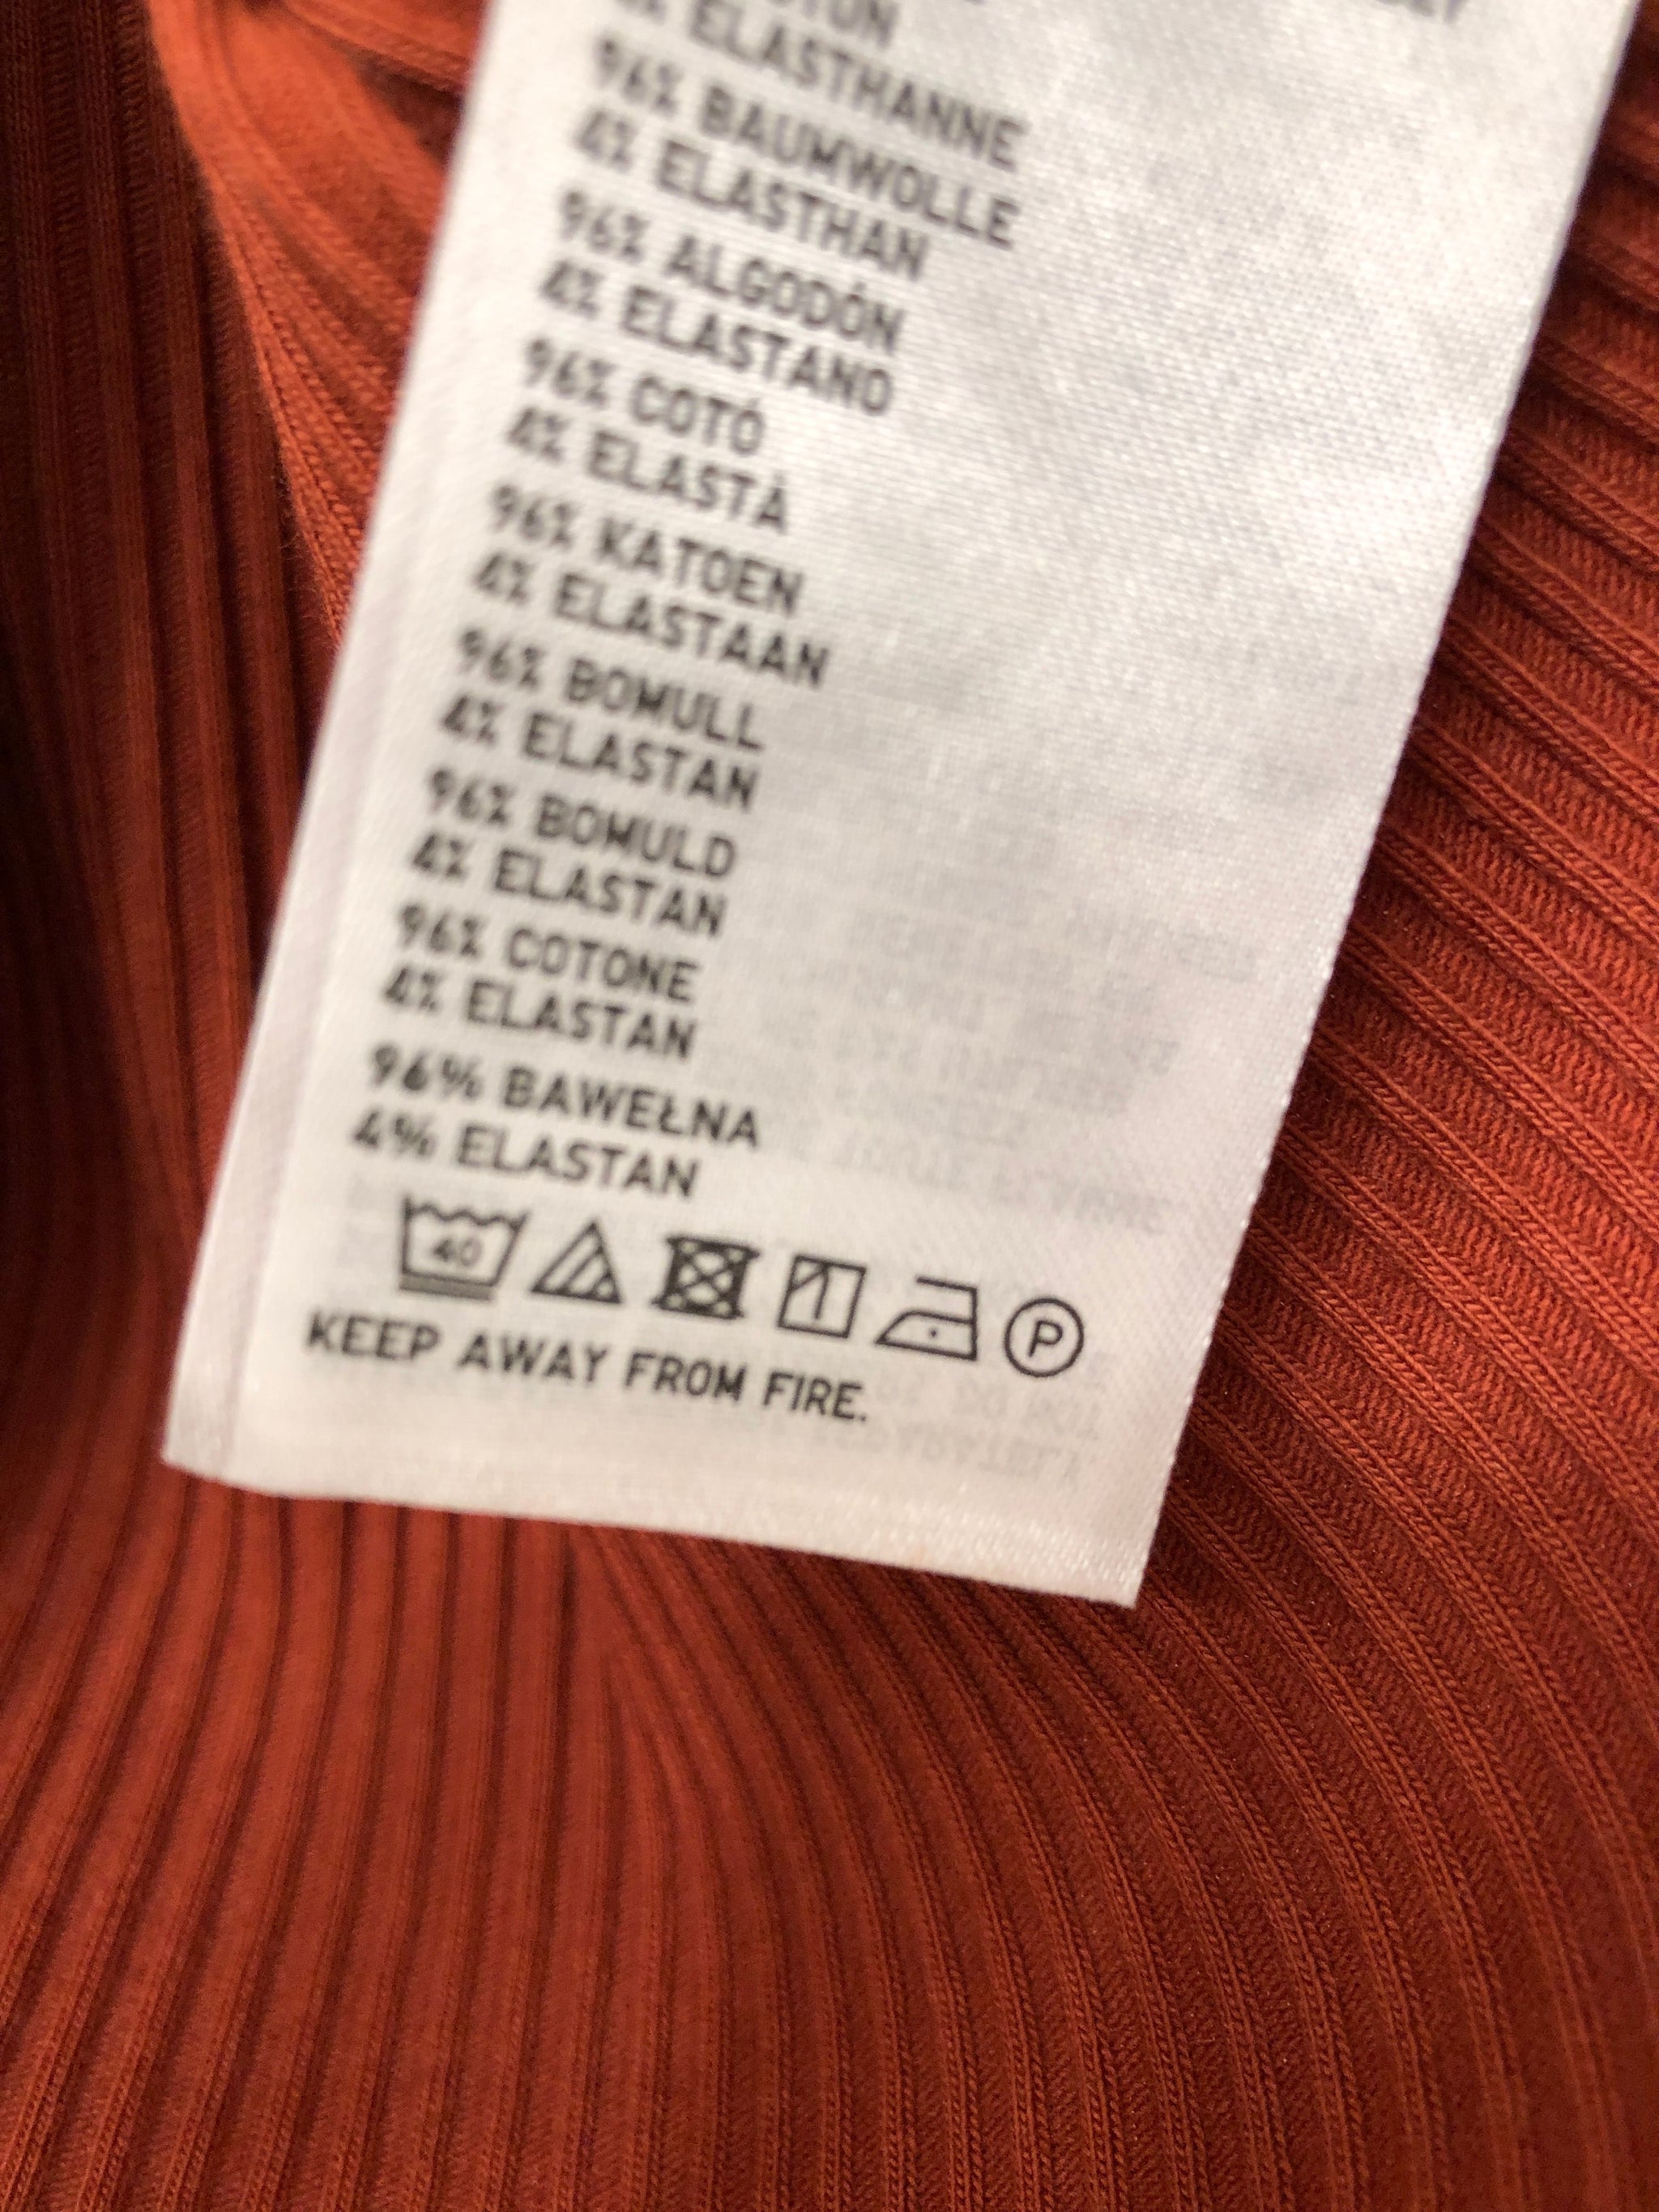 ELASTHANNE
96% BAUMWOLLE
4% ELASTHAN
96% ALGODÓN
4% ELASTANO
96% COTÓ
4% ELASTÀ
96% KATOEN
4% ELASTAAN
96% BOMULL
4% ELASTAN
96% BOMULD
4% ELASTAN
96% COTONE
4% ELASTAN
96% BAWEŁNA
4% ELASTAN
40 P
KEEP AWAY FROM FIRE.